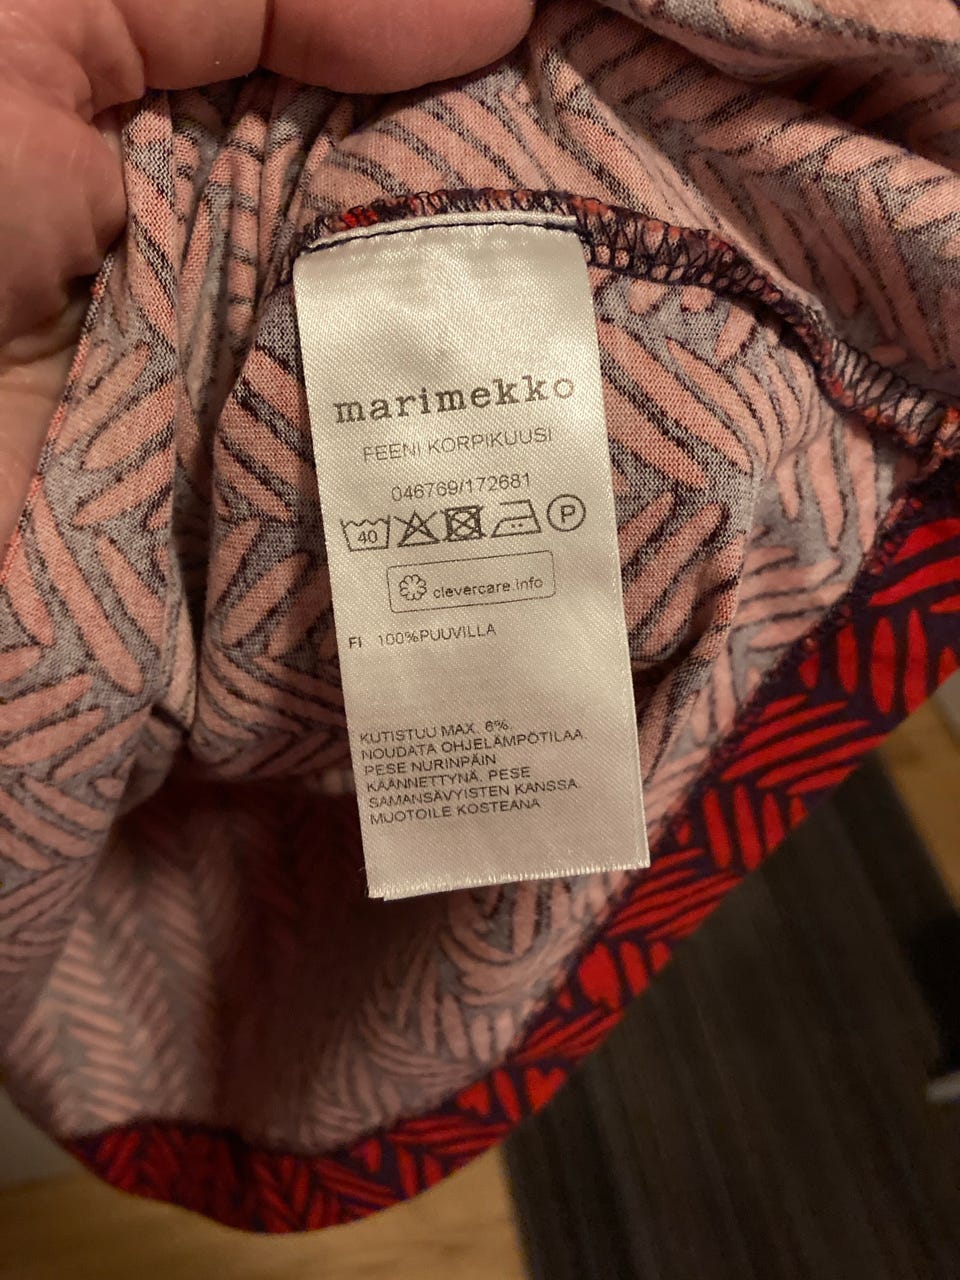 marimekko
FEENI KORPIKUUSI
046769/172681
40 P
clevercare.info
FI 100%PUUVILLA
KUTISTUU MAX. 6%.
NOUDATA OHJELÄMPÖTILAA.
PESE NURINPÄIN
KÄÄNNETTYNÄ. PESE
SAMANSÄVYISTEN KANSSA.
MUOTOILE KOSTEANA